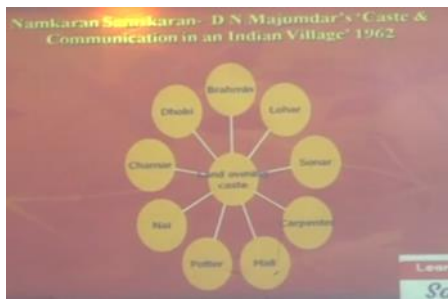 Namkaran Sanskaran- D N Majumdar's 'Caste &
Communication in an Indian Village' 1962
Brahmin
Lohar
Sonar
Carpenter
Mali
Potter
Nai
Chamar
Dhobi
caste
Lear